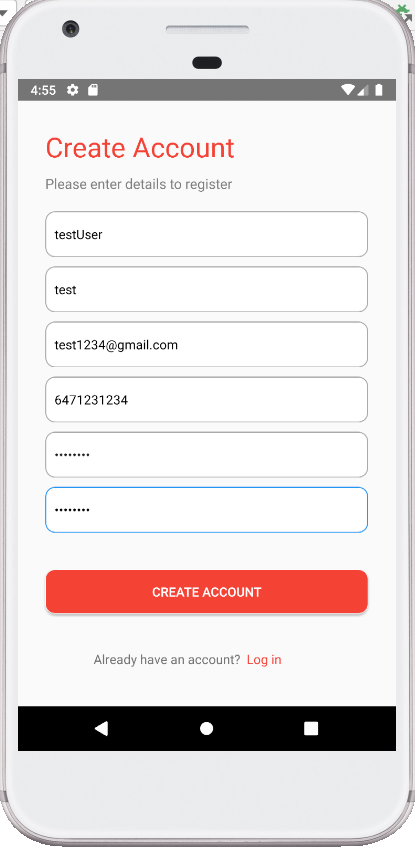 4:55
Create Account
Please enter details to register
testUser
test
test1234@gmail.com
6471231234
••••••••
••••••••
CREATE ACCOUNT
Already have an account? Log in